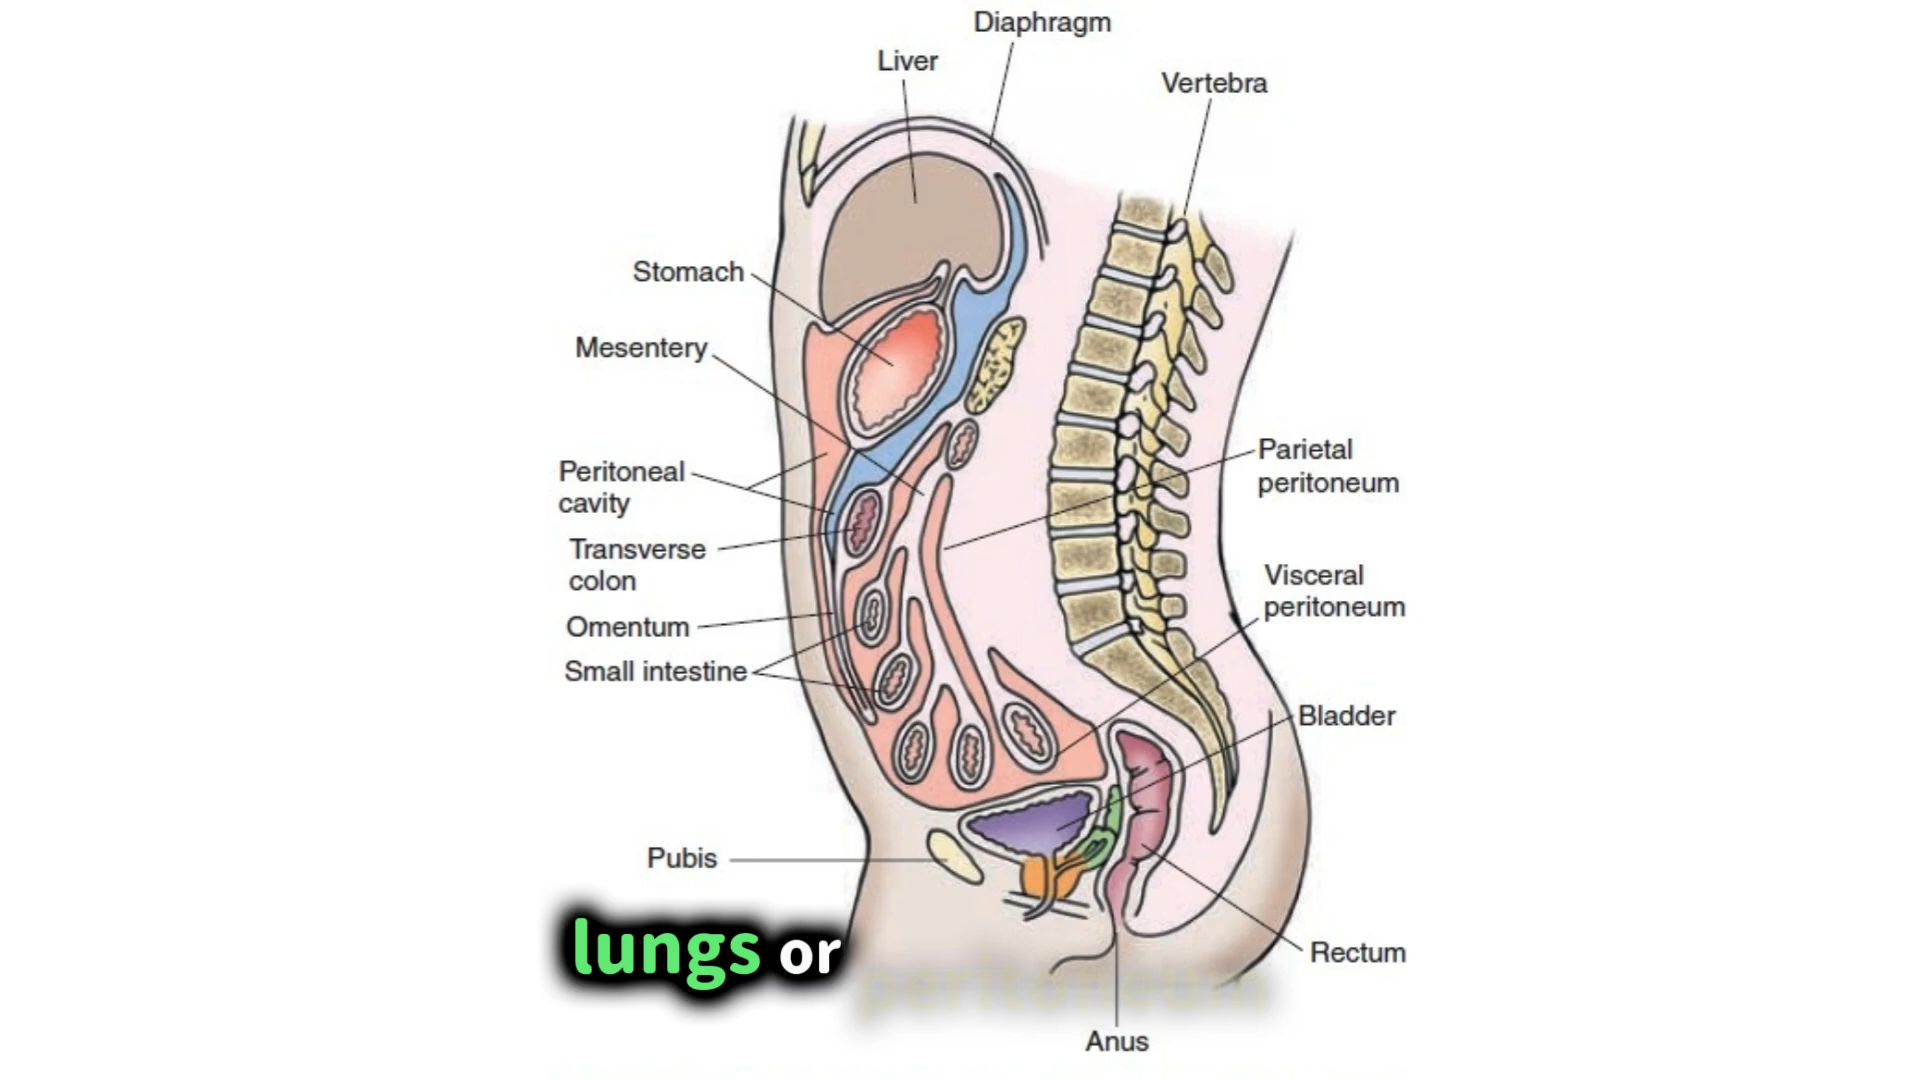 Diaphragm
Liver
Vertebra
Stomach
Mesentery
Parietal
peritoneum
Peritoneal
cavity
Transverse
colon
Visceral
peritoneum
Omentum
Small intestine
Bladder
Pubis
lungs or
peritoneum
Rectum
Anus